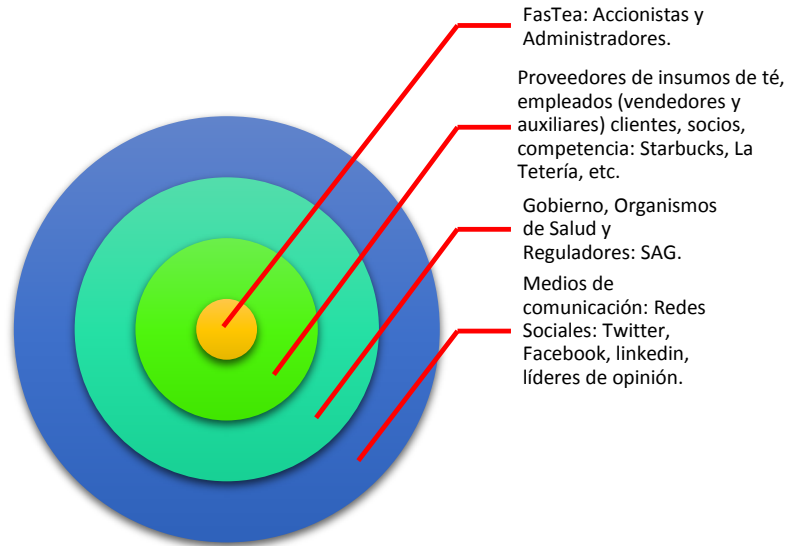 FasTea: Accionistas y
Administradores.
Proveedores de insumos de té,
empleados (vendedores y
auxiliares) clientes, socios,
competencia: Starbucks, La
Tetería, etc.
Gobierno, Organismos
de Salud y
Reguladores: SAG.
Medios de
comunicación: Redes
Sociales: Twitter,
Facebook, linkedin,
líderes de opinión.